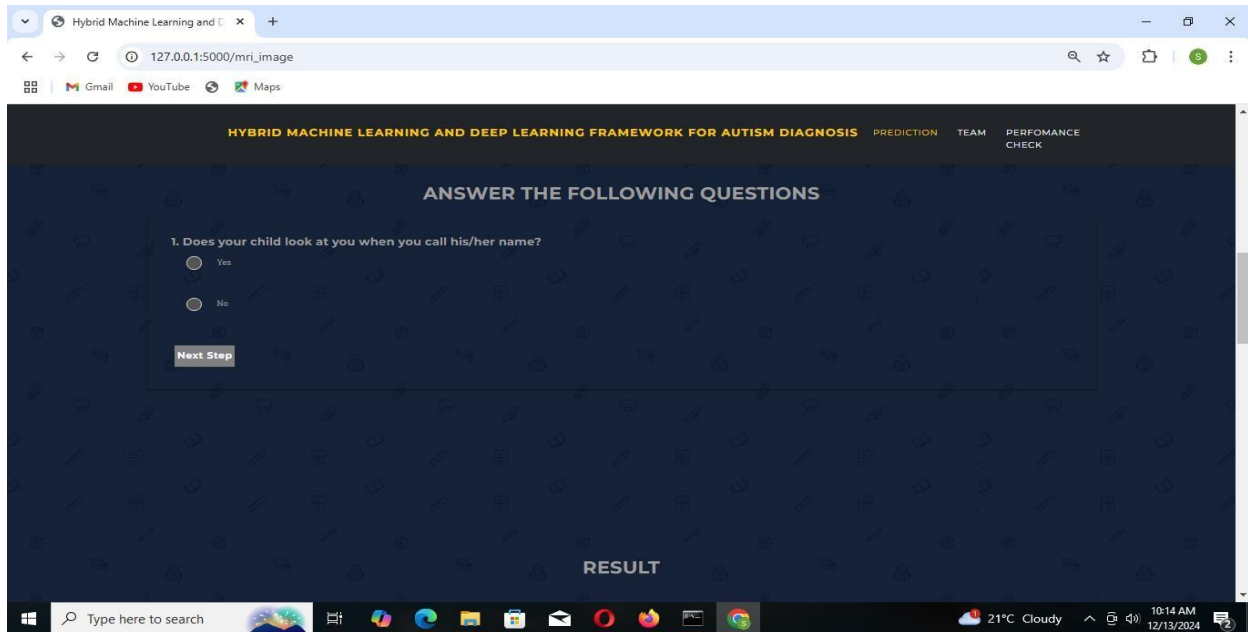 Hybrid Machine Learning and D
127.0.0.1:5000/mri_image
S
Gmail YouTube Maps
HYBRID MACHINE LEARNING AND DEEP LEARNING FRAMEWORK FOR AUTISM DIAGNOSIS PREDICTION TEAM PERFOMANCE
CHECK
ANSWER THE FOLLOWING QUESTIONS
1. Does your child look at you when you call his/her name?
Yes
No
Next Step
RESULT
Type here to search
21°C Cloudy
10:14 AM
12/13/2024
2